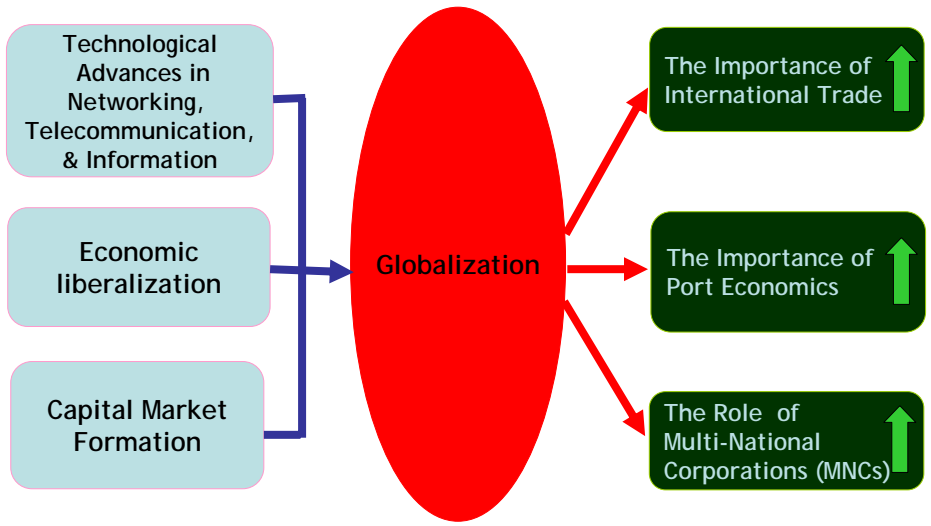 Technological
Advances in
Networking,
Telecommunication,
& Information
Economic
liberalization
Capital Market
Formation
Globalization
The Importance of
International Trade
The Importance of
Port Economics
The Role of
Multi-National
Corporations (MNCs)